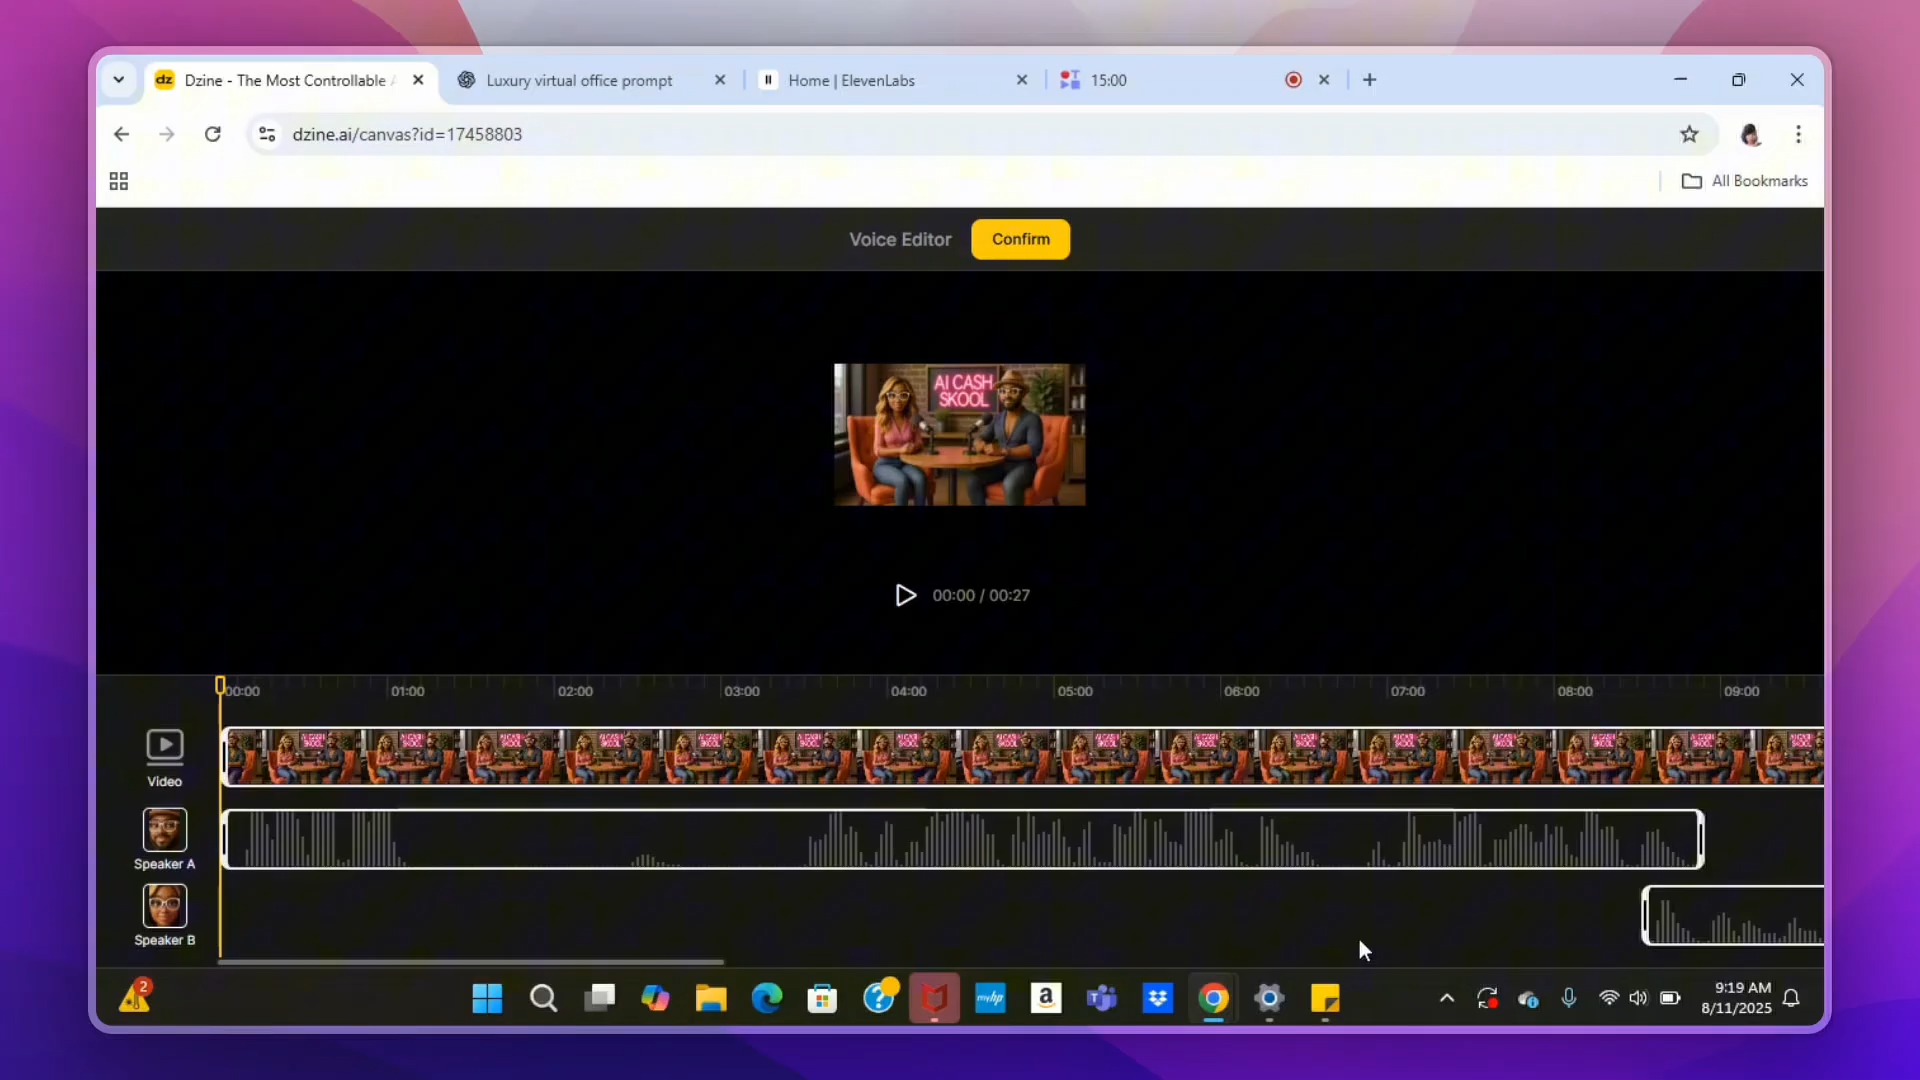 dz Dzine - The Most Controllable A
Luxury virtual office prompt
Home | ElevenLabs
15:00
dzine.ai/canvas?id=17458803
All Bookmarks
Voice Editor Confirm
AI CASH
SKOOL
00:00 / 00:27
00:00 01:00 02:00 03:00 04:00 05:00 06:00 07:00 08:00 09:00
Video
Speaker A
Speaker B
2
myhp
a
9:19 AM
8/11/2025